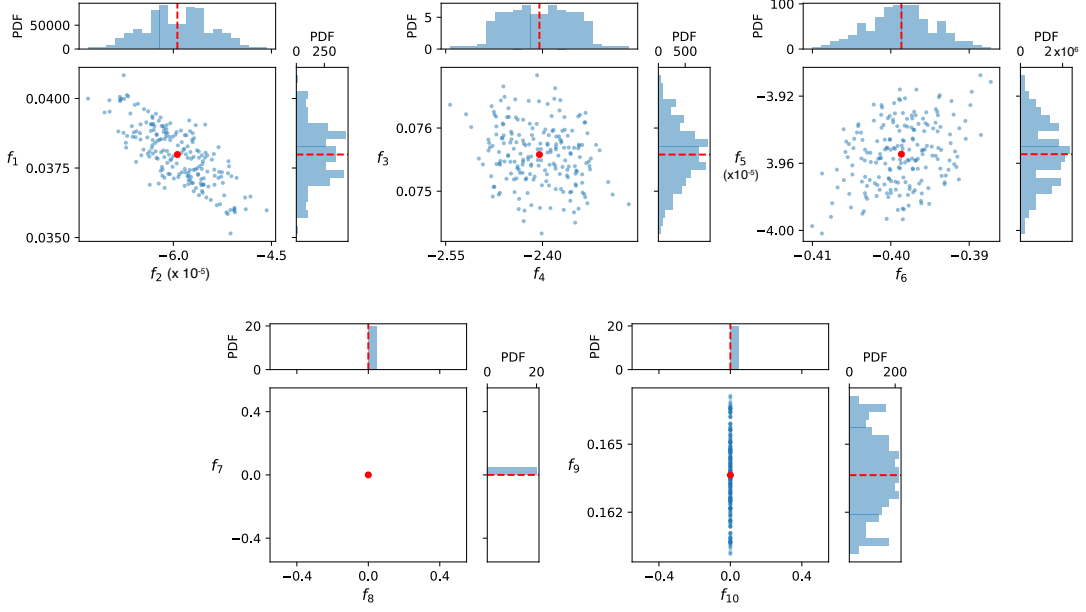 PDF
50000
0
PDF
0 250
0.0400
f1
0.0375
0.0350
−6.0 −4.5
f2 (x 10-5)
PDF
5
0
PDF
0 500
0.076
f3
0.075
−2.55 −2.40
f4
PDF
100
0
PDF
0 2×10⁶
−3.92
f5
−3.96
(x10-5)
−4.00
−0.41 −0.40 −0.39
f6
PDF
20
0
PDF
0 20
0.4
f7
0.0
−0.4
−0.4 0.0 0.4
f8
PDF
20
0
PDF
0 200
0.165
f9
0.162
−0.4 0.0 0.4
f10